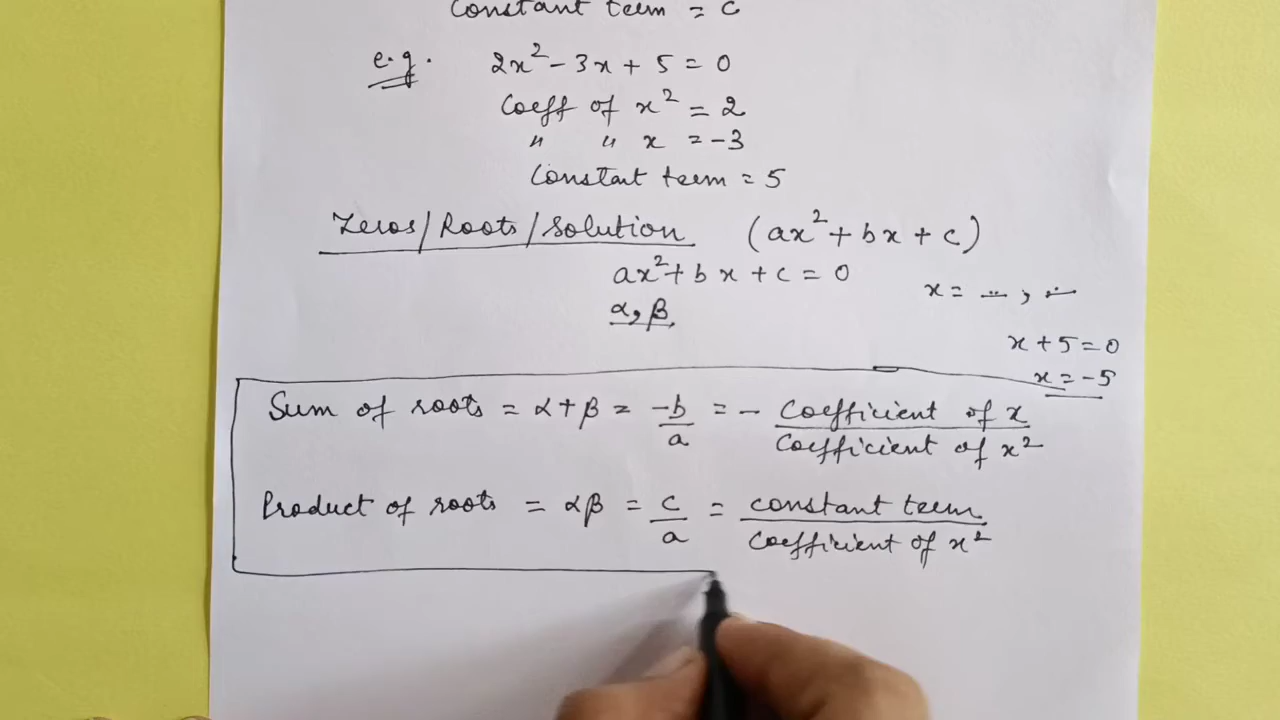 Constant term = C
e.g. 2x² - 3x + 5 = 0
Coeff of x² = 2
" " x = -3
Constant term = 5
Zeros/Roots/Solution (ax² + bx + c)
ax² + bx + c = 0
x = ... , ...
α, β
x + 5 = 0
x = -5
Sum of roots = α + β = -b/a = - Coefficient of x / Coefficient of x²
Product of roots = αβ = c/a = constant term / Coefficient of x²